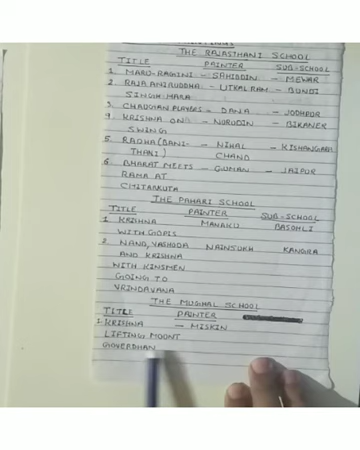 THE RAJASTHANI SCHOOL
TITLE PAINTER SUB-SCHOOL
1. MARU-RAGINI - SAHIBDIN - MEWAR
2 RAJA ANIRUDDHA - UTKAL RAM - BUNDI
SINGH HARA
3 CHAUGAN PLAYERS - DANA - JODHPUR
4 KRISHNA ON - NURUDIN - BIKANER
SWING
5 RADHA (BANI- - NIHAL - KISHANGARH
THANI) CHAND
6 BHARAT MEETS - GUMAN - JAIPUR
RAMA AT
CHITARKUTA
THE PAHARI SCHOOL
TITLE PAINTER SUB-SCHOOL
1. KRISHNA MANAKU BASOHLI
WITH GOPIS
2 NAND, YASHODA NAINSUKH KANGRA
AND KRISHNA
WITH KINSMEN
GOING TO
VRINDAVANA
THE MUGHAL SCHOOL
TITLE PAINTER
1. KRISHNA - MISKIN
LIFTING MOUNT
GOVERDHAN